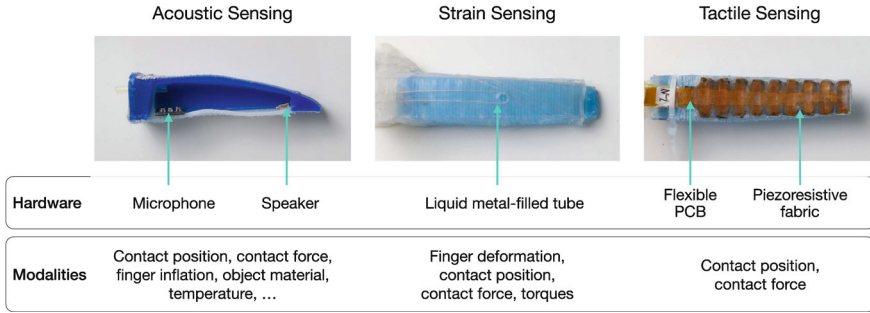 Acoustic Sensing
Strain Sensing
Tactile Sensing
Hardware
Microphone
Speaker
Liquid metal-filled tube
Flexible
PCB
Piezoresistive
fabric
Modalities
Contact position, contact force,
finger inflation, object material,
temperature, ...
Finger deformation,
contact position,
contact force, torques
Contact position,
contact force